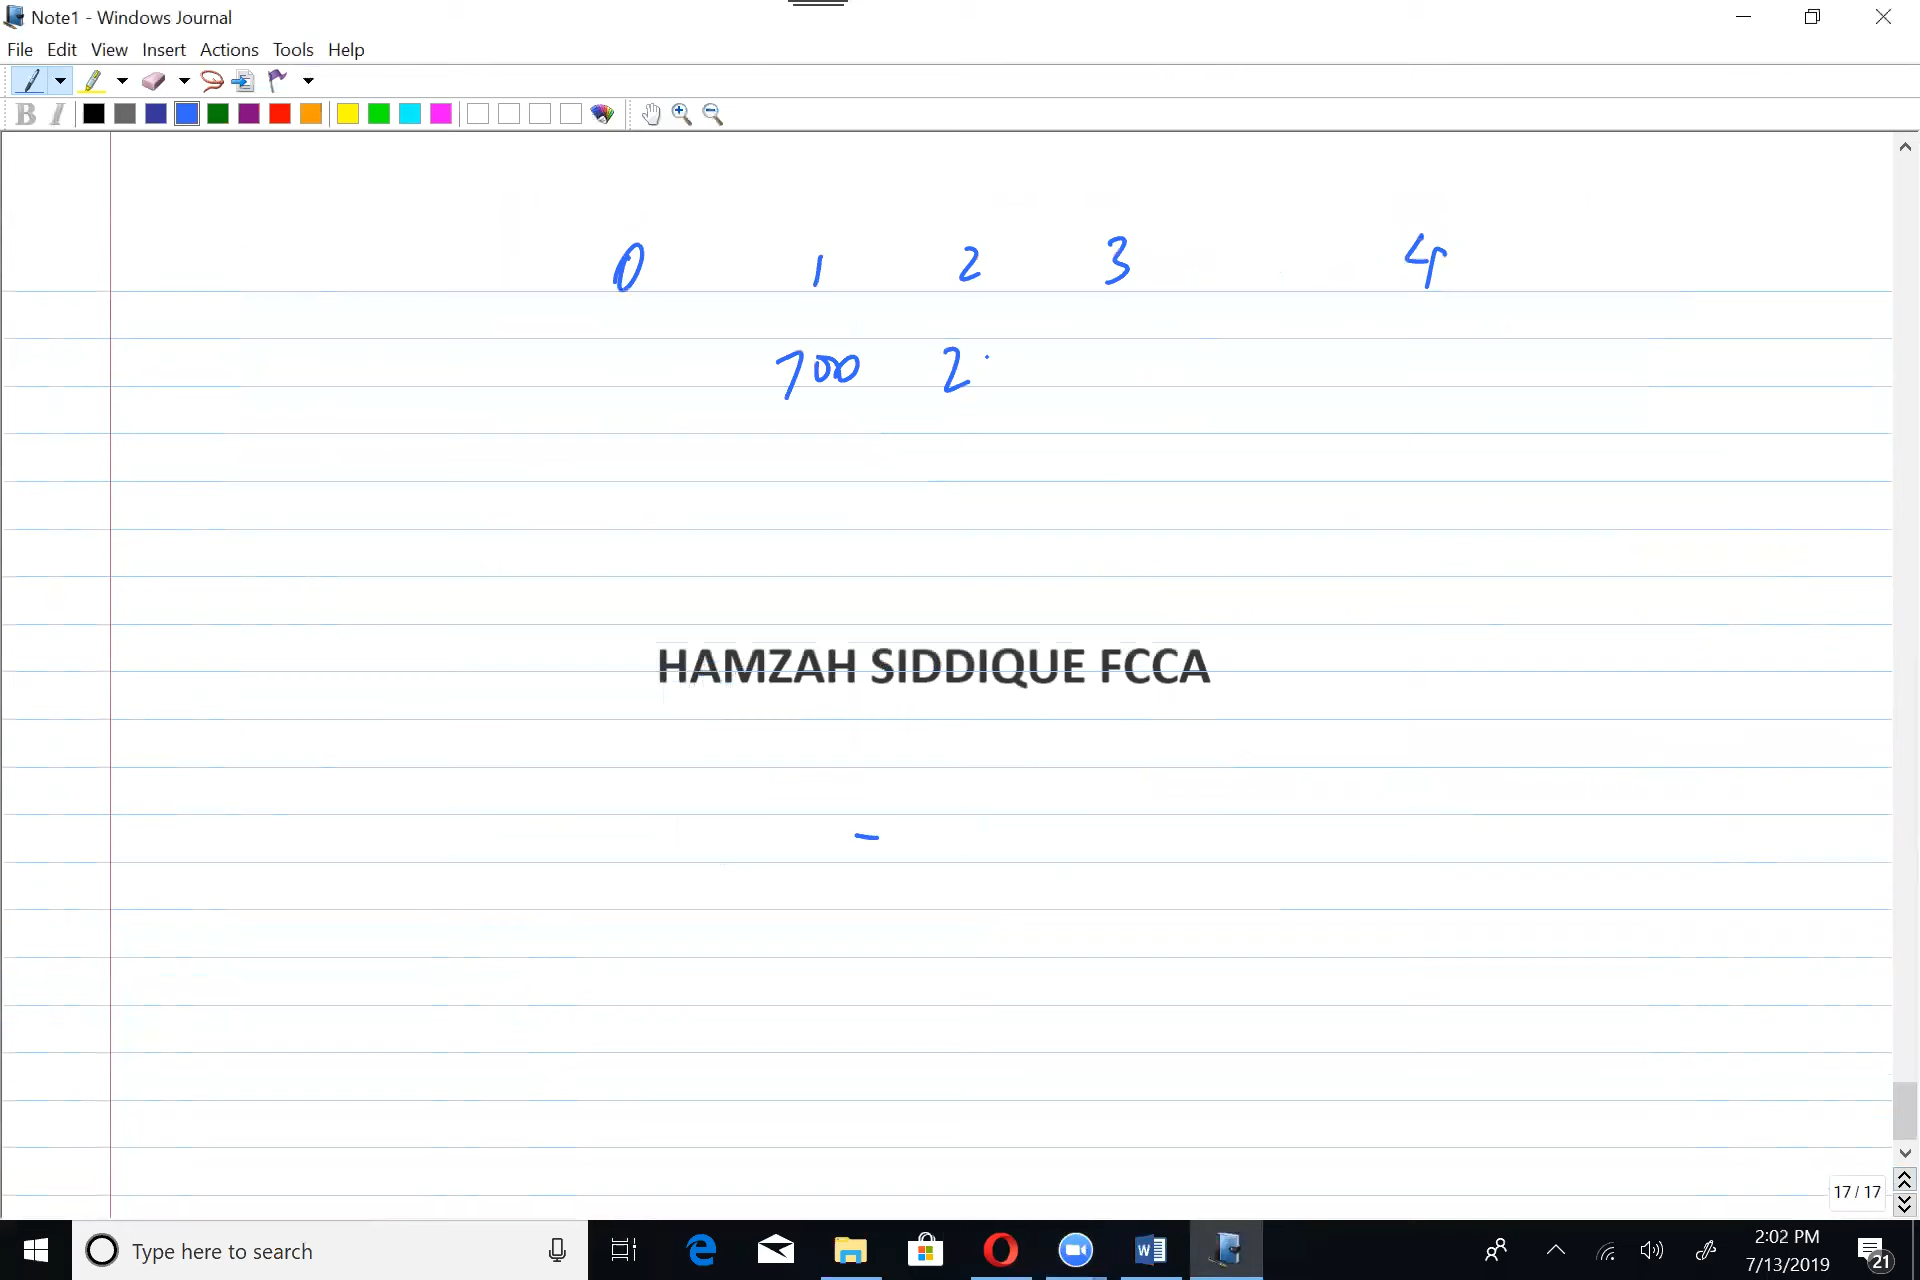 Note1 - Windows Journal
File Edit View Insert Actions Tools Help
B I
0 1 2 3 4
700 2
HAMZAH SIDDIQUE FCCA
-
17 / 17
Type here to search
2:02 PM
7/13/2019
21